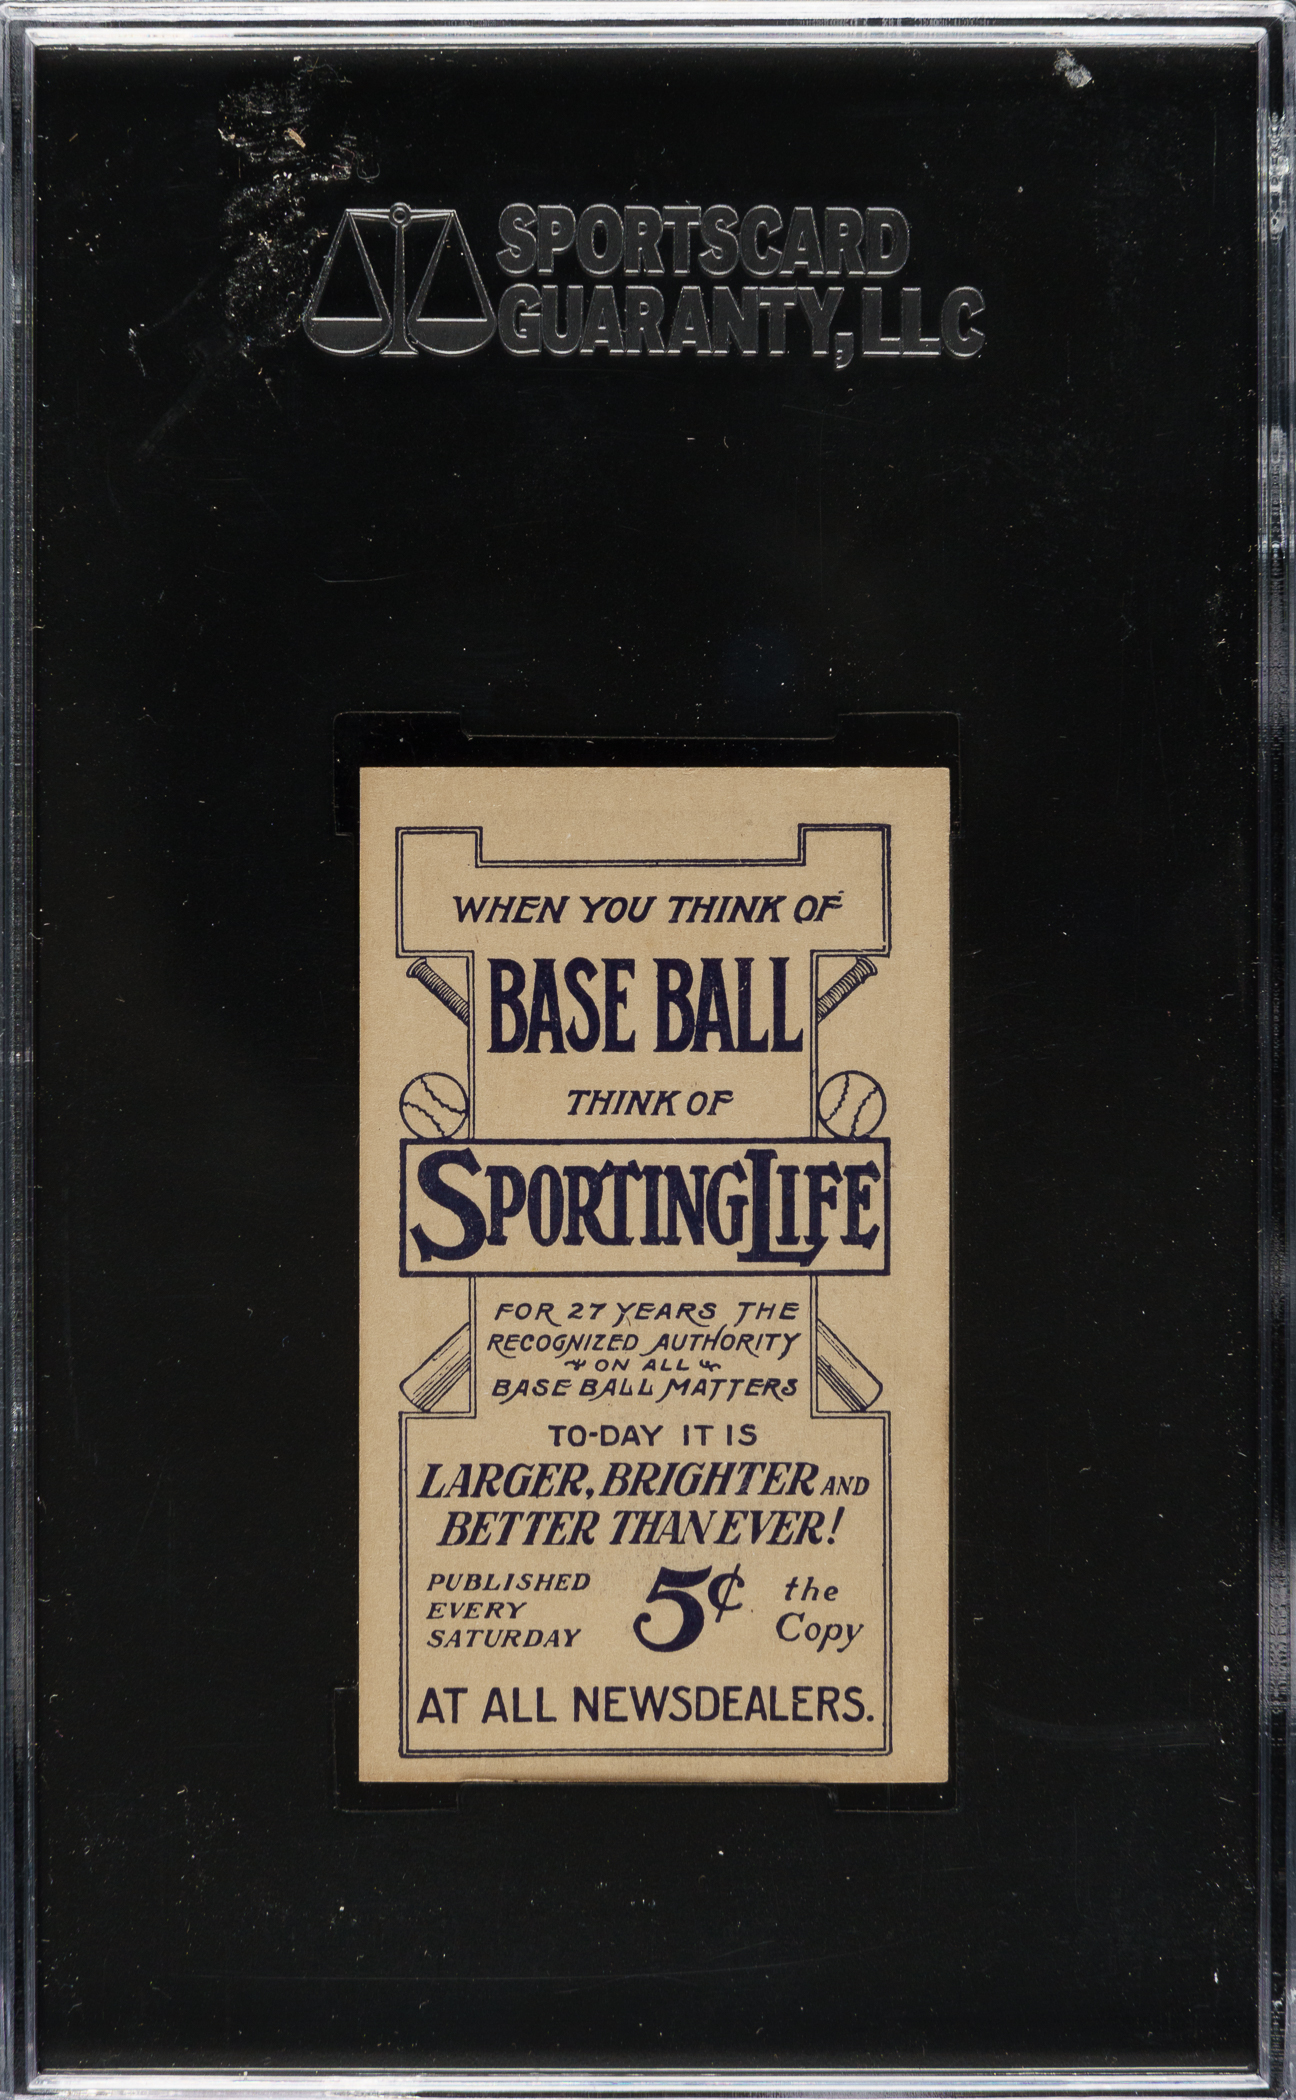 SPORTSCARD
GUARANTY, LLC
WHEN YOU THINK OF
BASE BALL
THINK OF
SPORTING LIFE
FOR 27 YEARS THE
RECOGNIZED AUTHORITY
ON ALL
BASE BALL MATTERS
TO-DAY IT IS
LARGER, BRIGHTER AND
BETTER THAN EVER!
PUBLISHED
EVERY
SATURDAY
5¢ the
Copy
AT ALL NEWSDEALERS.